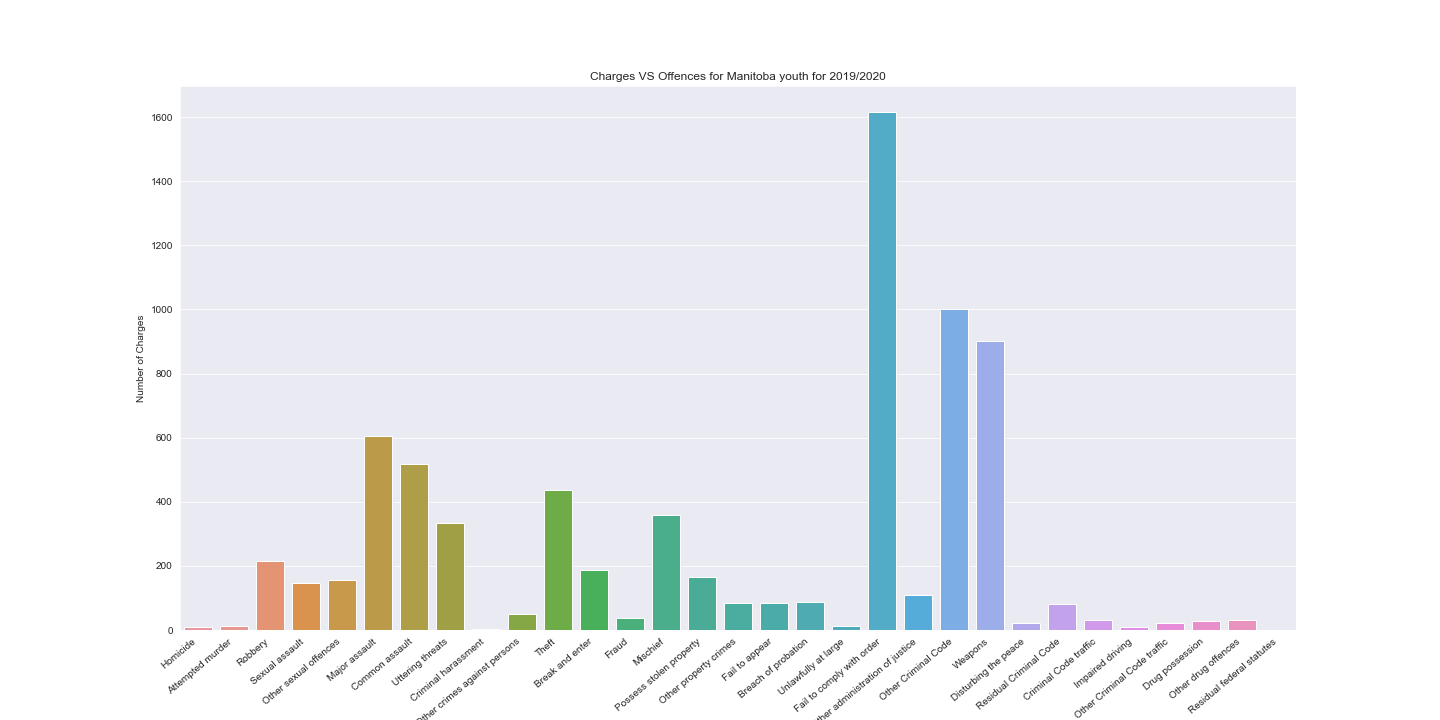 Charges VS Offences for Manitoba youth for 2019/2020
1600
1400
1200
1000
800
600
400
200
0
Number of Charges
Homicide
Attempted murder
Robbery
Sexual assault
Other sexual offences
Major assault
Common assault
Uttering threats
Criminal harassment
ther crimes against persons
Theft
Break and enter
Fraud
Mischief
Possess stolen property
Other property crimes
Fail to appear
Breach of probation
Unlawfully at large
Fail to comply with order
ther administration of justice
Other Criminal Code
Weapons
Disturbing the peace
Residual Criminal Code
Criminal Code traffic
Impaired driving
Other Criminal Code traffic
Drug possession
Other drug offences
Residual federal statutes